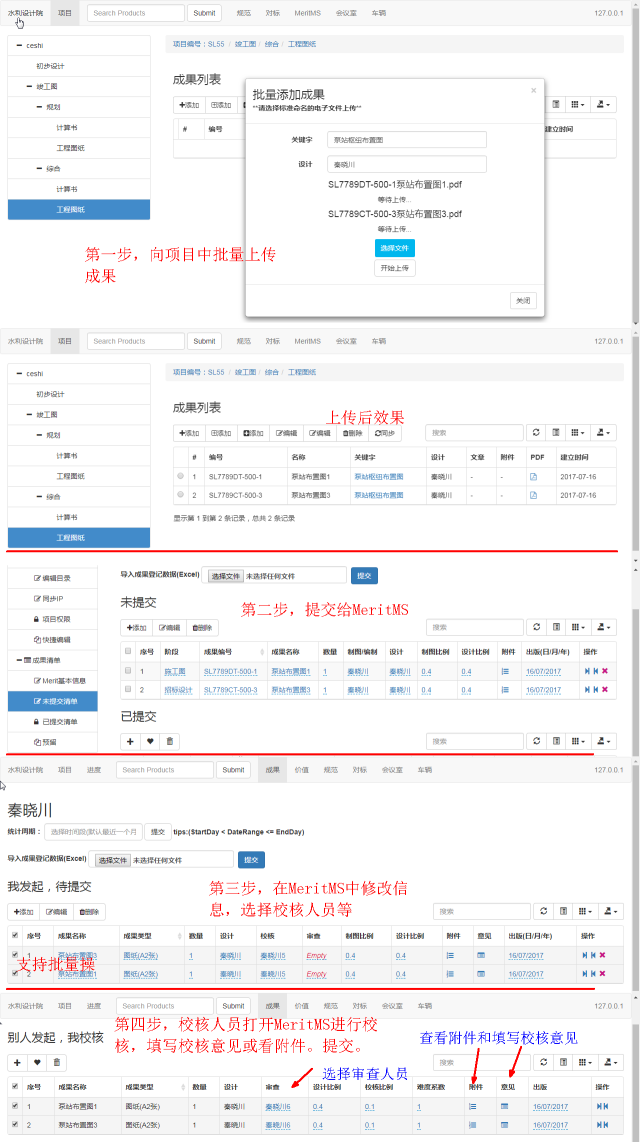 水利设计院 项目 Search Products Submit 规范 对标 MeritMS 会议室 车辆 127.0.0.1
ceshi
初步设计
竣工图
规划
计算书
工程图纸
综合
计算书
工程图纸
项目编号：SL55 / 竣工图 / 综合 / 工程图纸
成果列表
添加 添加
# 编号 建立时间
批量添加成果 ×
**请选择标准命名的电子文件上传**
关键字 泵站枢纽布置图
设计 秦晓川
SL7789DT-500-1泵站布置图1.pdf
等待上传...
SL7789CT-500-3泵站布置图3.pdf
等待上传...
选择文件
开始上传
关闭
第一步，向项目中批量上传
成果
水利设计院 项目 Search Products Submit 规范 对标 MeritMS 会议室 车辆 127.0.0.1
ceshi
初步设计
竣工图
规划
计算书
工程图纸
综合
计算书
工程图纸
项目编号：SL55 / 竣工图 / 综合 / 工程图纸
成果列表
上传后效果
添加 添加 添加 编辑 编辑 删除 同步 搜索
# 编号 名称 关键字 设计 文章 附件 PDF 建立时间
1 SL7789DT-500-1 泵站布置图1 泵站枢纽布置图 秦晓川 - - 2017-07-16
2 SL7789CT-500-3 泵站布置图3 泵站枢纽布置图 秦晓川 - - 2017-07-16
显示第 1 到第 2 条记录，总共 2 条记录
编辑目录
同步IP
项目权限
快捷编辑
成果清单
Merit基本信息
未提交清单
已提交清单
预留
导入成果登记数据(Excel) 选择文件 未选择任何文件 提交
未提交
第二步，提交给MeritMS
添加 编辑 删除 搜索
序号 阶段 成果编号 成果名称 数量 制图/编制 设计 制图比例 设计比例 附件 出版(日/月/年) 操作
1 施工图 SL7789DT-500-1 泵站布置图1 1 秦晓川 秦晓川 0.4 0.4 16/07/2017
2 招标设计 SL7789CT-500-3 泵站布置图3 1 秦晓川 秦晓川 0.4 0.4 16/07/2017
已提交
搜索
水利设计院 项目 进度 Search Products Submit 成果 价值 规范 对标 会议室 车辆 127.0.0.1
秦晓川
统计周期： 选择时间段(默认最近一个月 提交 tips:(StartDay < DateRange <= EndDay)
导入成果登记数据(Excel) 选择文件 未选择任何文件 提交
我发起，待提交
第三步，在MeritMS中修改信
息，选择校核人员等
添加 编辑 删除 搜索
序号 成果名称 成果类型 数量 设计 校核 审查 制图比例 设计比例 附件 意见 出版(日/月/年) 操作
1 泵站布置图3 图纸(A2张) 1 秦晓川 秦晓川5 Empty 0.4 0.4 16/07/2017
支持批量操
2 泵站布置图1 图纸(A2张) 1 秦晓川 秦晓川5 Empty 0.4 0.4 16/07/2017
水利设计院 项目 进度 Search Products Submit 成果 价值 规范 对标 会议室 车辆 127.0.0.1
别人发起，我校核
第四步，校核人员打开MeritMS进行校
核，填写校核意见或看附件。提交。
查看附件和填写校核意见
选择审查人员
搜索
序号 成果名称 成果类型 数量 设计 审查 设计比例 校核比例 难度系数 附件 意见 出版 操作
1 泵站布置图1 图纸(A2张) 1 秦晓川 秦晓川6 0.4 0.1 1 16/07/2017
2 泵站布置图3 图纸(A2张) 1 秦晓川 秦晓川6 0.4 0.1 1 16/07/2017